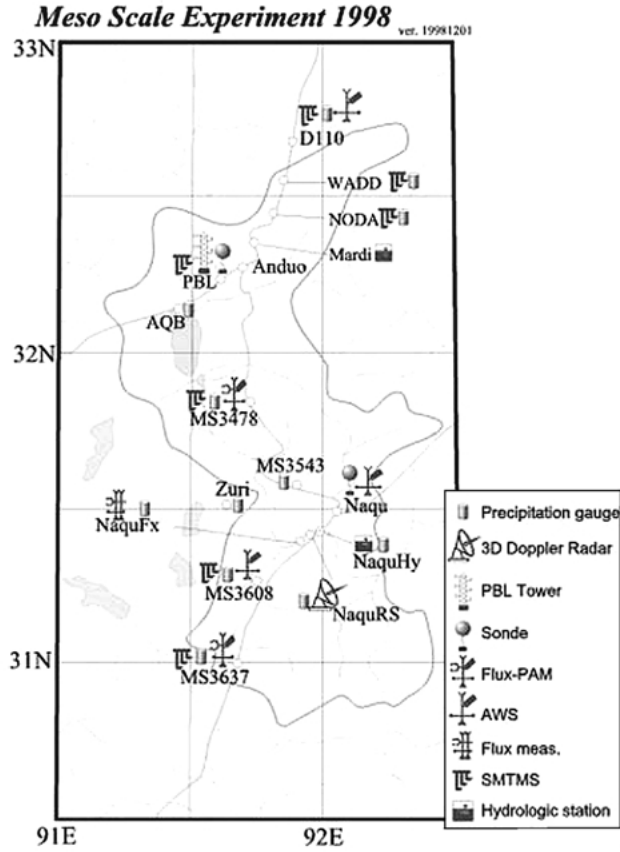 Meso Scale Experiment 1998
ver. 19981201
33N
D110
WADD
NODA
Mardi
Anduo
PBL
AQB
32N
MS3478
MS3543
Zuri
Naqu
NaquFx
NaquHy
MS3608
NaquRS
31N
MS3637
91E
92E
Precipitation gauge
3D Doppler Radar
PBL Tower
Sonde
Flux-PAM
AWS
Flux meas.
SMTMS
Hydrologic station